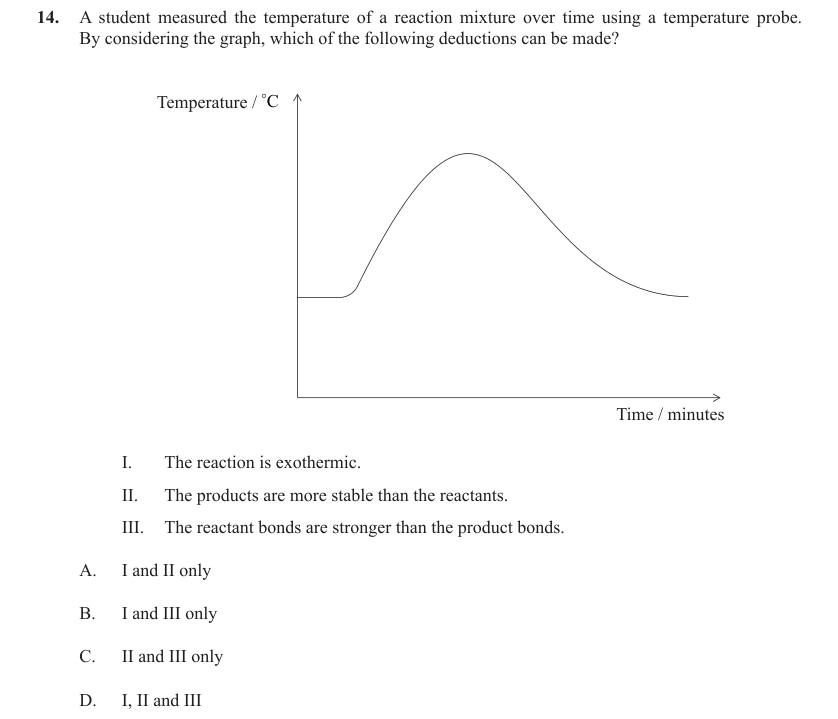 14. A student measured the temperature of a reaction mixture over time using a temperature probe.
By considering the graph, which of the following deductions can be made?
Temperature / °C
Time / minutes
I. The reaction is exothermic.
II. The products are more stable than the reactants.
III. The reactant bonds are stronger than the product bonds.
A. I and II only
B. I and III only
C. II and III only
D. I, II and III